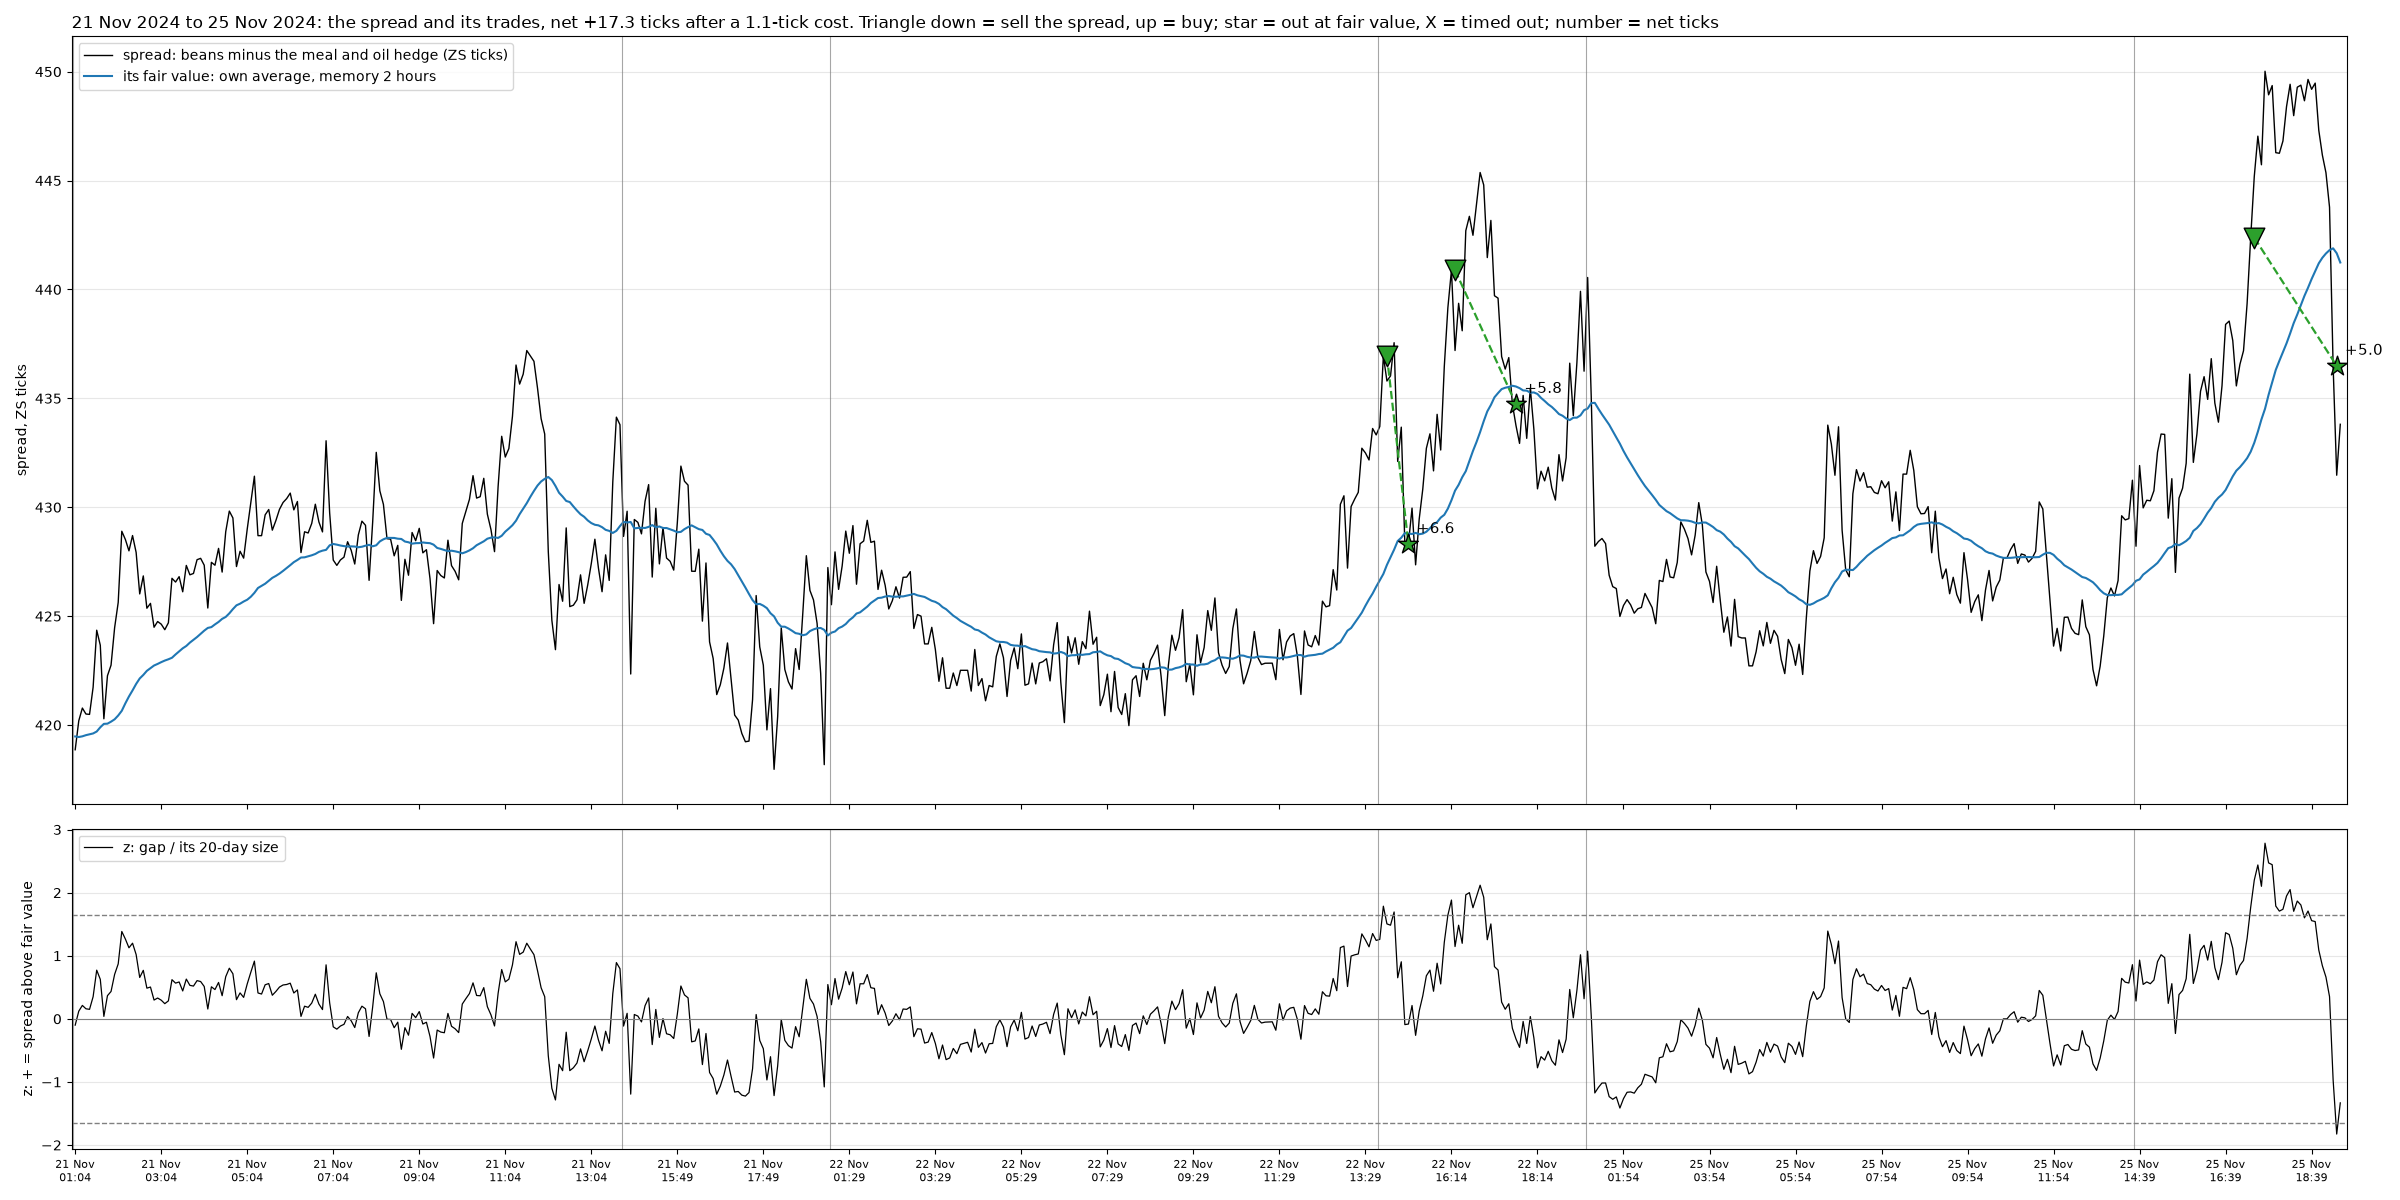 21 Nov 2024 to 25 Nov 2024: the spread and its trades, net +17.3 ticks after a 1.1-tick cost. Triangle down = sell the spread, up = buy; star = out at fair value, X = timed out; number = net ticks
spread: beans minus the meal and oil hedge (ZS ticks)
its fair value: own average, memory 2 hours
spread, ZS ticks
450
445
440
435
430
425
420
+6.6
+5.8
+5.0
z: gap / its 20-day size
z: + = spread above fair value
3
2
1
0
−1
−2
21 Nov 21 Nov 21 Nov 21 Nov 21 Nov 21 Nov 21 Nov 21 Nov 21 Nov 22 Nov 22 Nov 22 Nov 22 Nov 22 Nov 22 Nov 22 Nov 22 Nov 22 Nov 25 Nov 25 Nov 25 Nov 25 Nov 25 Nov 25 Nov 25 Nov 25 Nov 25 Nov
01:04 03:04 05:04 07:04 09:04 11:04 13:04 15:49 17:49 01:29 03:29 05:29 07:29 09:29 11:29 13:29 16:14 18:14 01:54 03:54 05:54 07:54 09:54 11:54 14:39 16:39 18:39